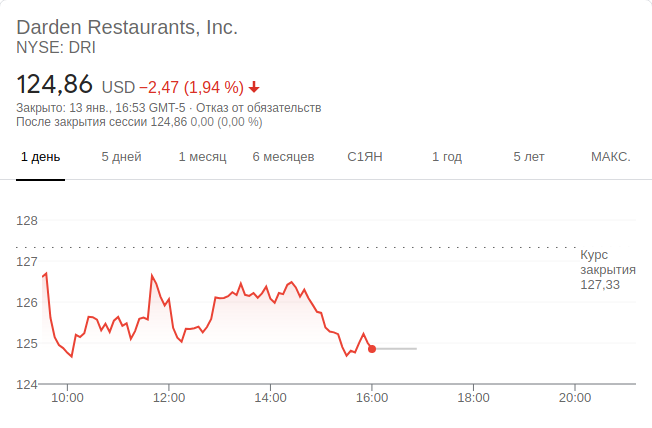 Darden Restaurants, Inc.
NYSE: DRI
124,86 USD −2,47 (1,94 %)
Закрыто: 13 янв., 16:53 GMT-5 · Отказ от обязательств
После закрытия сессии 124,86 0,00 (0,00 %)
1 день 5 дней 1 месяц 6 месяцев С1ЯН 1 год 5 лет МАКС.
128
127
126
125
124
Курс
закрытия
127,33
10:00 12:00 14:00 16:00 18:00 20:00